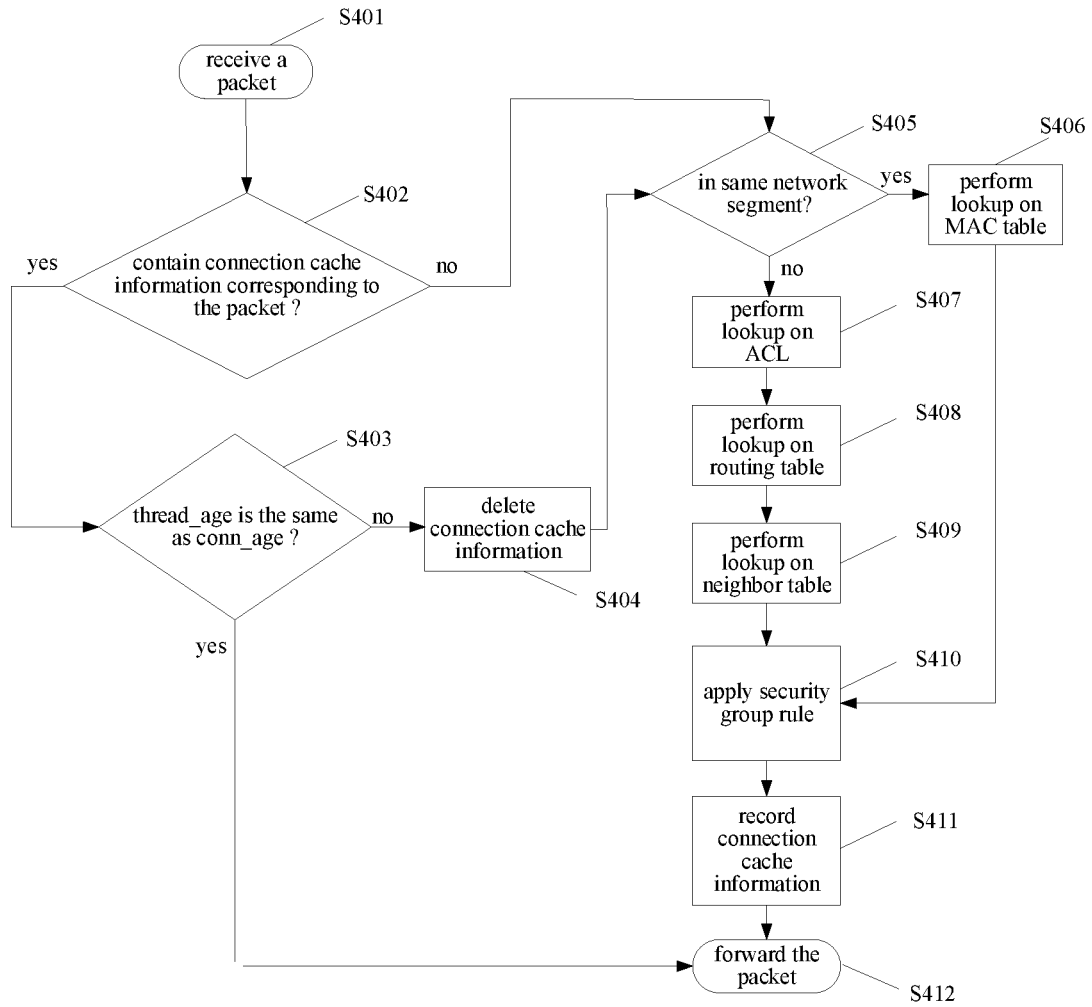 S401
receive a
packet
S402
contain connection cache
information corresponding to
the packet ?
yes
no
S403
thread_age is the same
as conn_age ?
no
yes
delete
connection cache
information
S404
S405
in same network
segment?
yes
no
S406
perform
lookup on
MAC table
S407
perform
lookup on
ACL
S408
perform
lookup on
routing table
S409
perform
lookup on
neighbor table
S410
apply security
group rule
S411
record
connection
cache
information
forward the
packet
S412